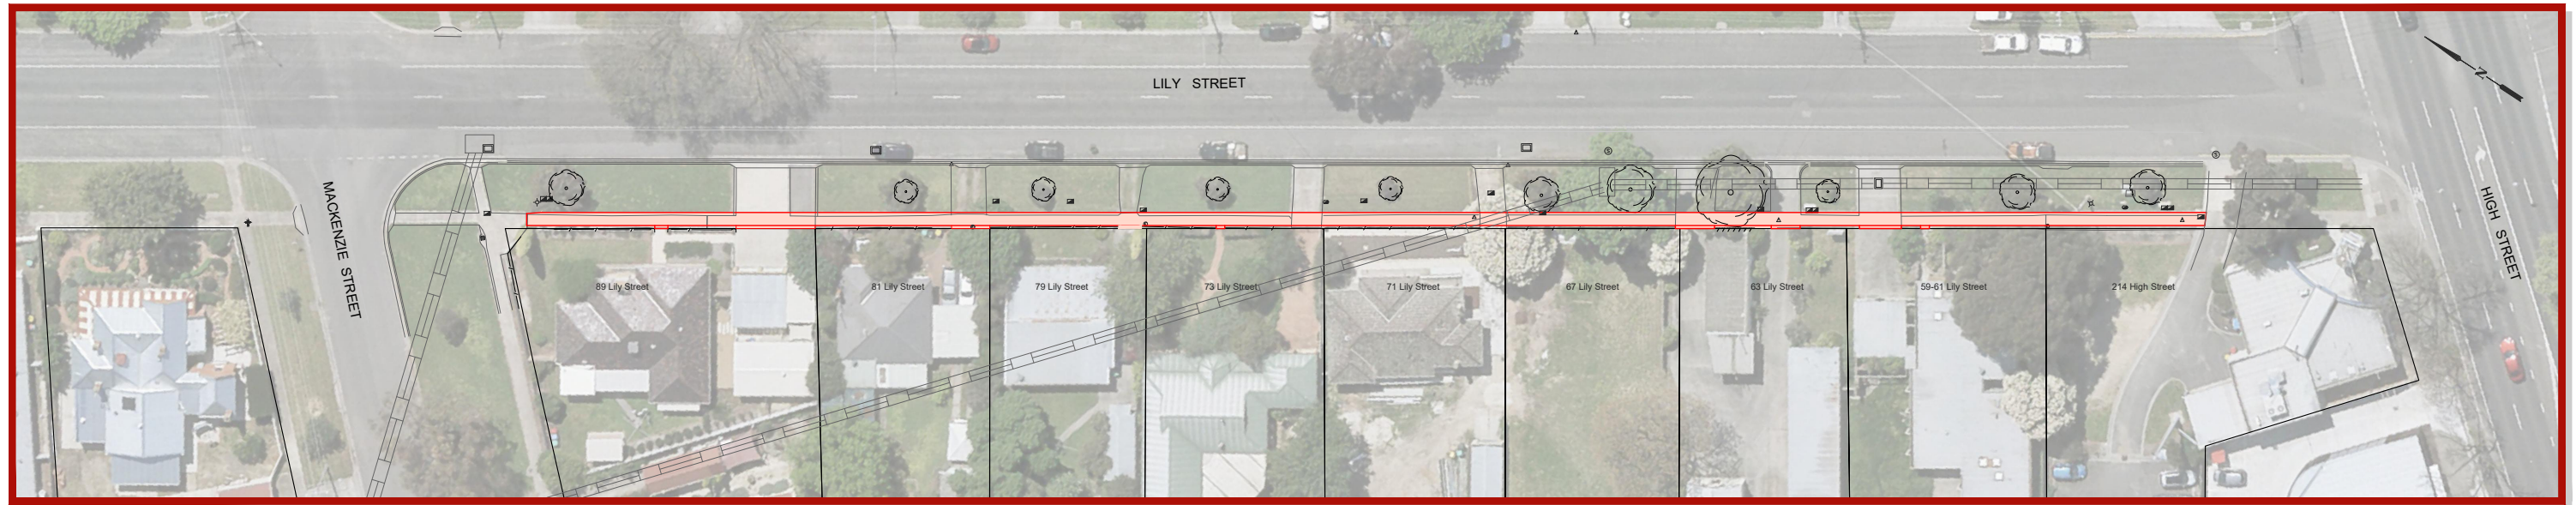 LILY STREET
N
MACKENZIE STREET
HIGH STREET
89 Lily Street
81 Lily Street
79 Lily Street
73 Lily Street
71 Lily Street
67 Lily Street
63 Lily Street
59-61 Lily Street
214 High Street